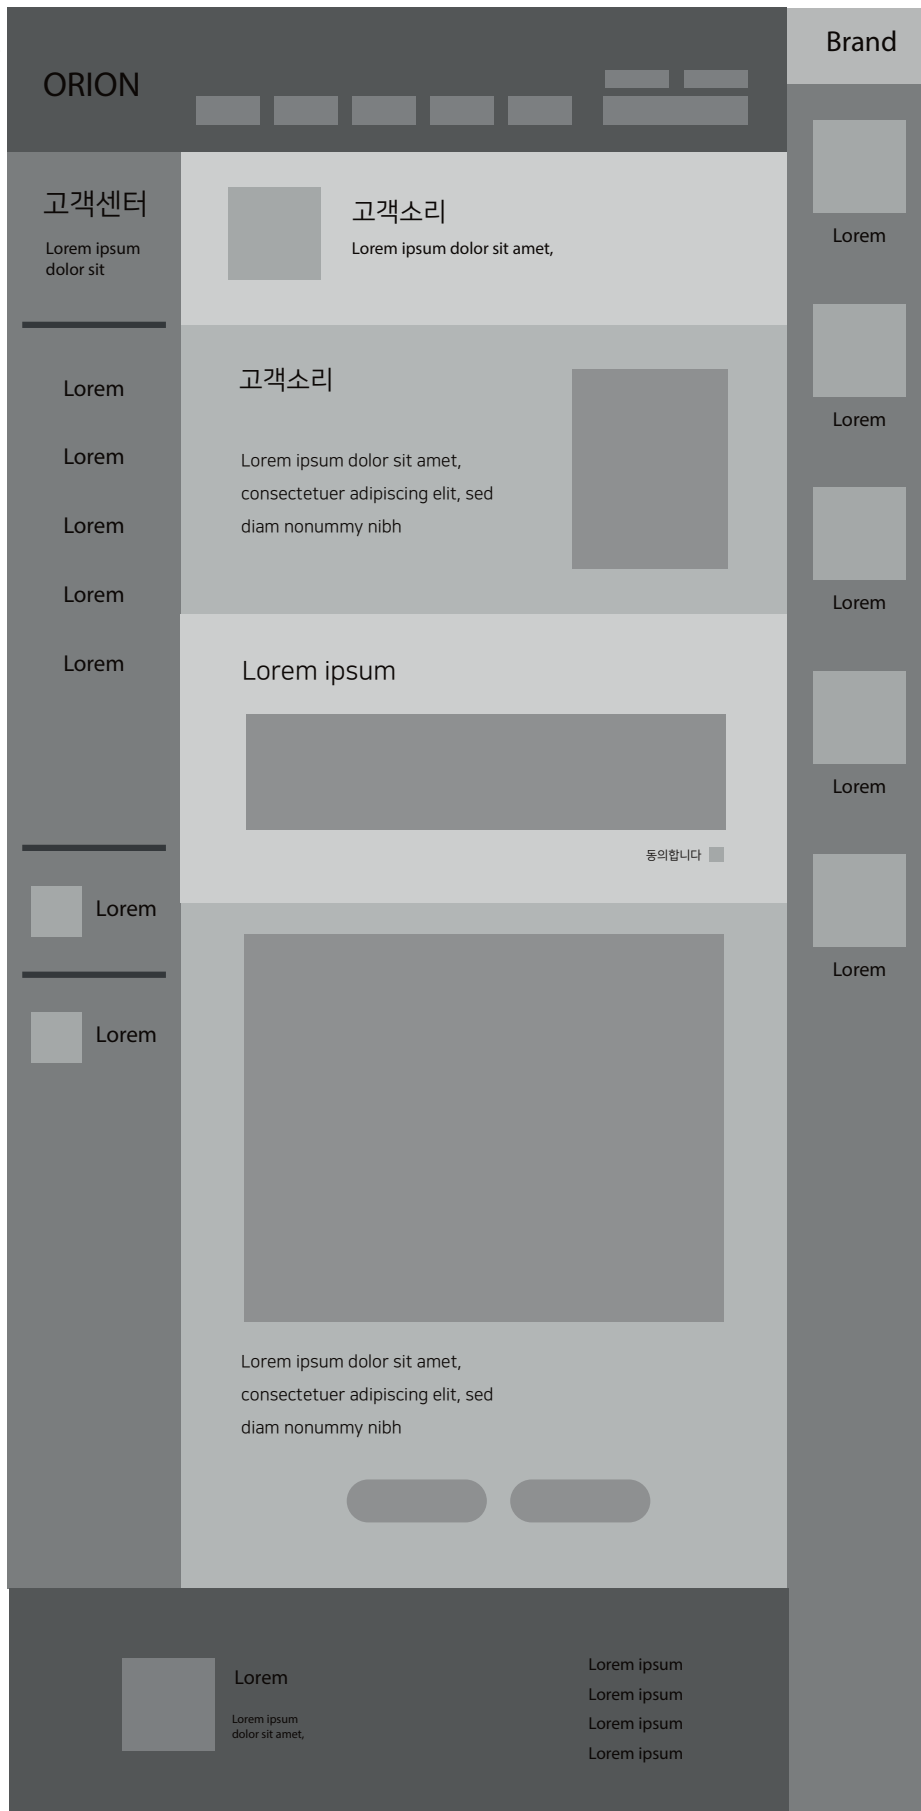 ORION
Brand
고객센터
Lorem ipsum
dolor sit
Lorem
Lorem
Lorem
Lorem
Lorem
Lorem
Lorem
고객소리
Lorem ipsum dolor sit amet,
고객소리
Lorem ipsum dolor sit amet,
consectetuer adipiscing elit, sed
diam nonummy nibh
Lorem ipsum
동의합니다
Lorem ipsum dolor sit amet,
consectetuer adipiscing elit, sed
diam nonummy nibh
Lorem
Lorem
Lorem
Lorem
Lorem
Lorem
Lorem ipsum
dolor sit amet,
Lorem ipsum
Lorem ipsum
Lorem ipsum
Lorem ipsum